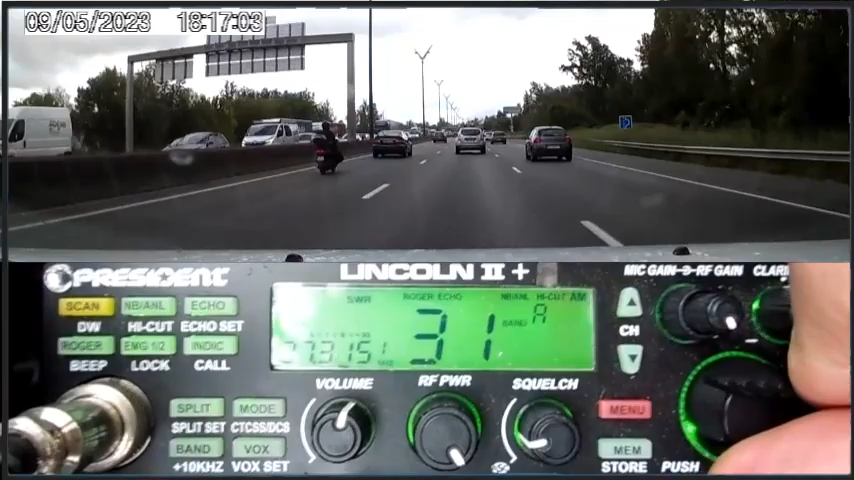 09/05/2023 18:17:03
PRESIDENT LINCOLN II + MIC GAIN RF GAIN CLARI
SCAN NB/ANL ECHO
DW HI-CUT ECHO SET
ROGER EMG 1/2 INDIC
BEEP LOCK CALL
SWR ROGER ECHO NB/ANL HI-CUT AM
31 BAND A
27.3151
CH
VOLUME RF PWR SQUELCH
SPLIT MODE
SPLIT SET CTCSS/DCS
BAND VOX
+10KHZ VOX SET
MENU
MEM
STORE PUSH